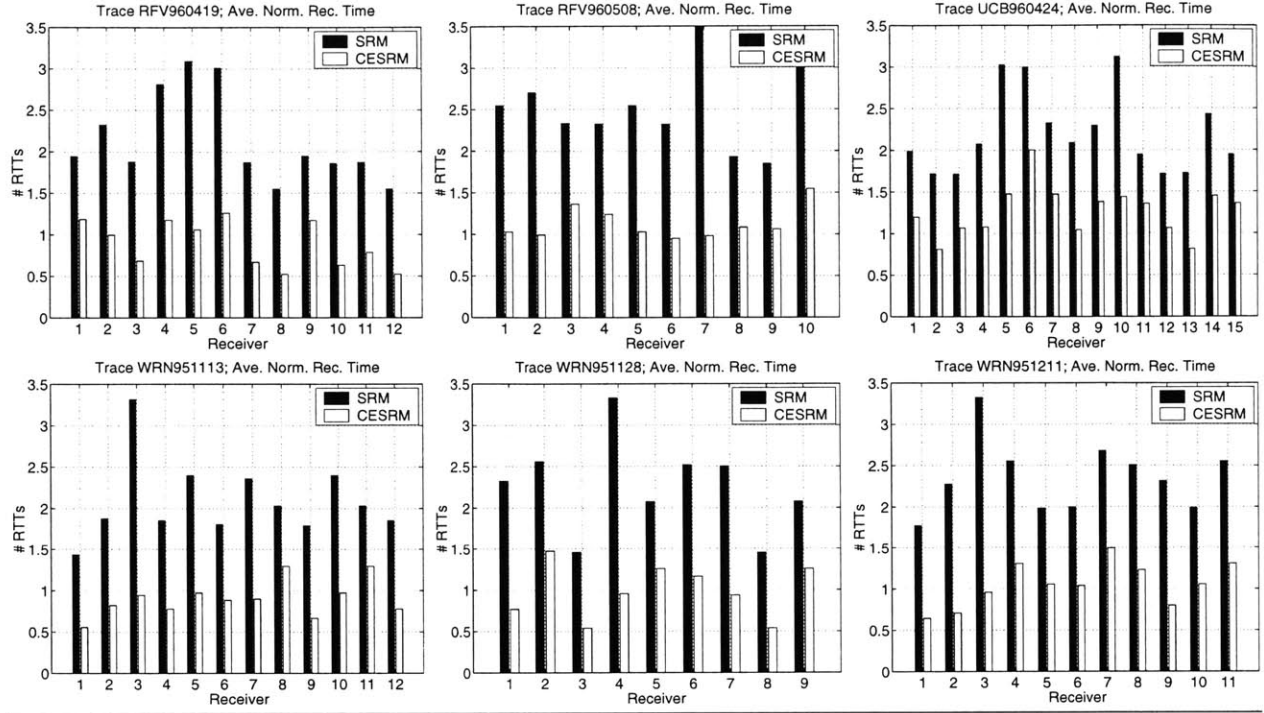 Trace RFV960419; Ave. Norm. Rec. Time
3.5
3
2.5
2
1.5
1
0.5
0
# RTTs
SRM
CESRM
1 2 3 4 5 6 7 8 9 10 11 12
Receiver
Trace RFV960508; Ave. Norm. Rec. Time
3.5
3
2.5
2
1.5
1
0.5
0
# RTTs
SRM
CESRM
1 2 3 4 5 6 7 8 9 10
Receiver
Trace UCB960424; Ave. Norm. Rec. Time
3.5
3
2.5
2
1.5
1
0.5
0
# RTTs
SRM
CESRM
1 2 3 4 5 6 7 8 9 10 11 12 13 14 15
Receiver
Trace WRN951113; Ave. Norm. Rec. Time
3.5
3
2.5
2
1.5
1
0.5
0
# RTTs
SRM
CESRM
1 2 3 4 5 6 7 8 9 10 11 12
Receiver
Trace WRN951128; Ave. Norm. Rec. Time
3.5
3
2.5
2
1.5
1
0.5
0
# RTTs
SRM
CESRM
1 2 3 4 5 6 7 8 9
Receiver
Trace WRN951211; Ave. Norm. Rec. Time
3.5
3
2.5
2
1.5
1
0.5
0
# RTTs
SRM
CESRM
1 2 3 4 5 6 7 8 9 10 11
Receiver